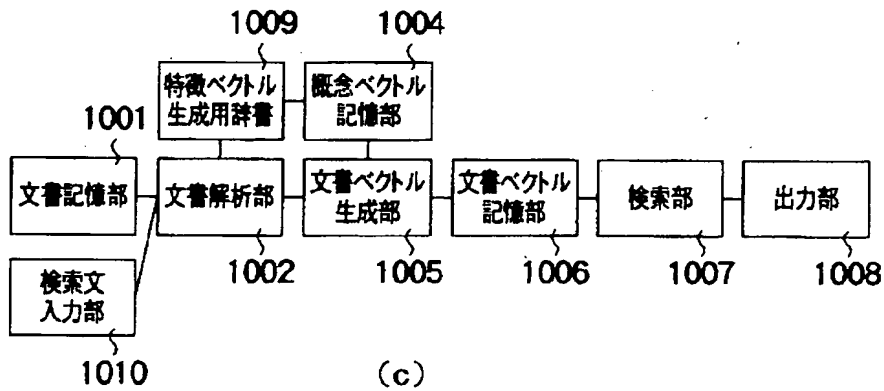 1009
1004
特徴ベクトル
生成用辞書
概念ベクトル
記憶部
1001
文書記憶部
文書解析部
文書ベクトル
生成部
文書ベクトル
記憶部
検索部
出力部
1002
1005
1006
1007
1008
検索文
入力部
1010
(c)